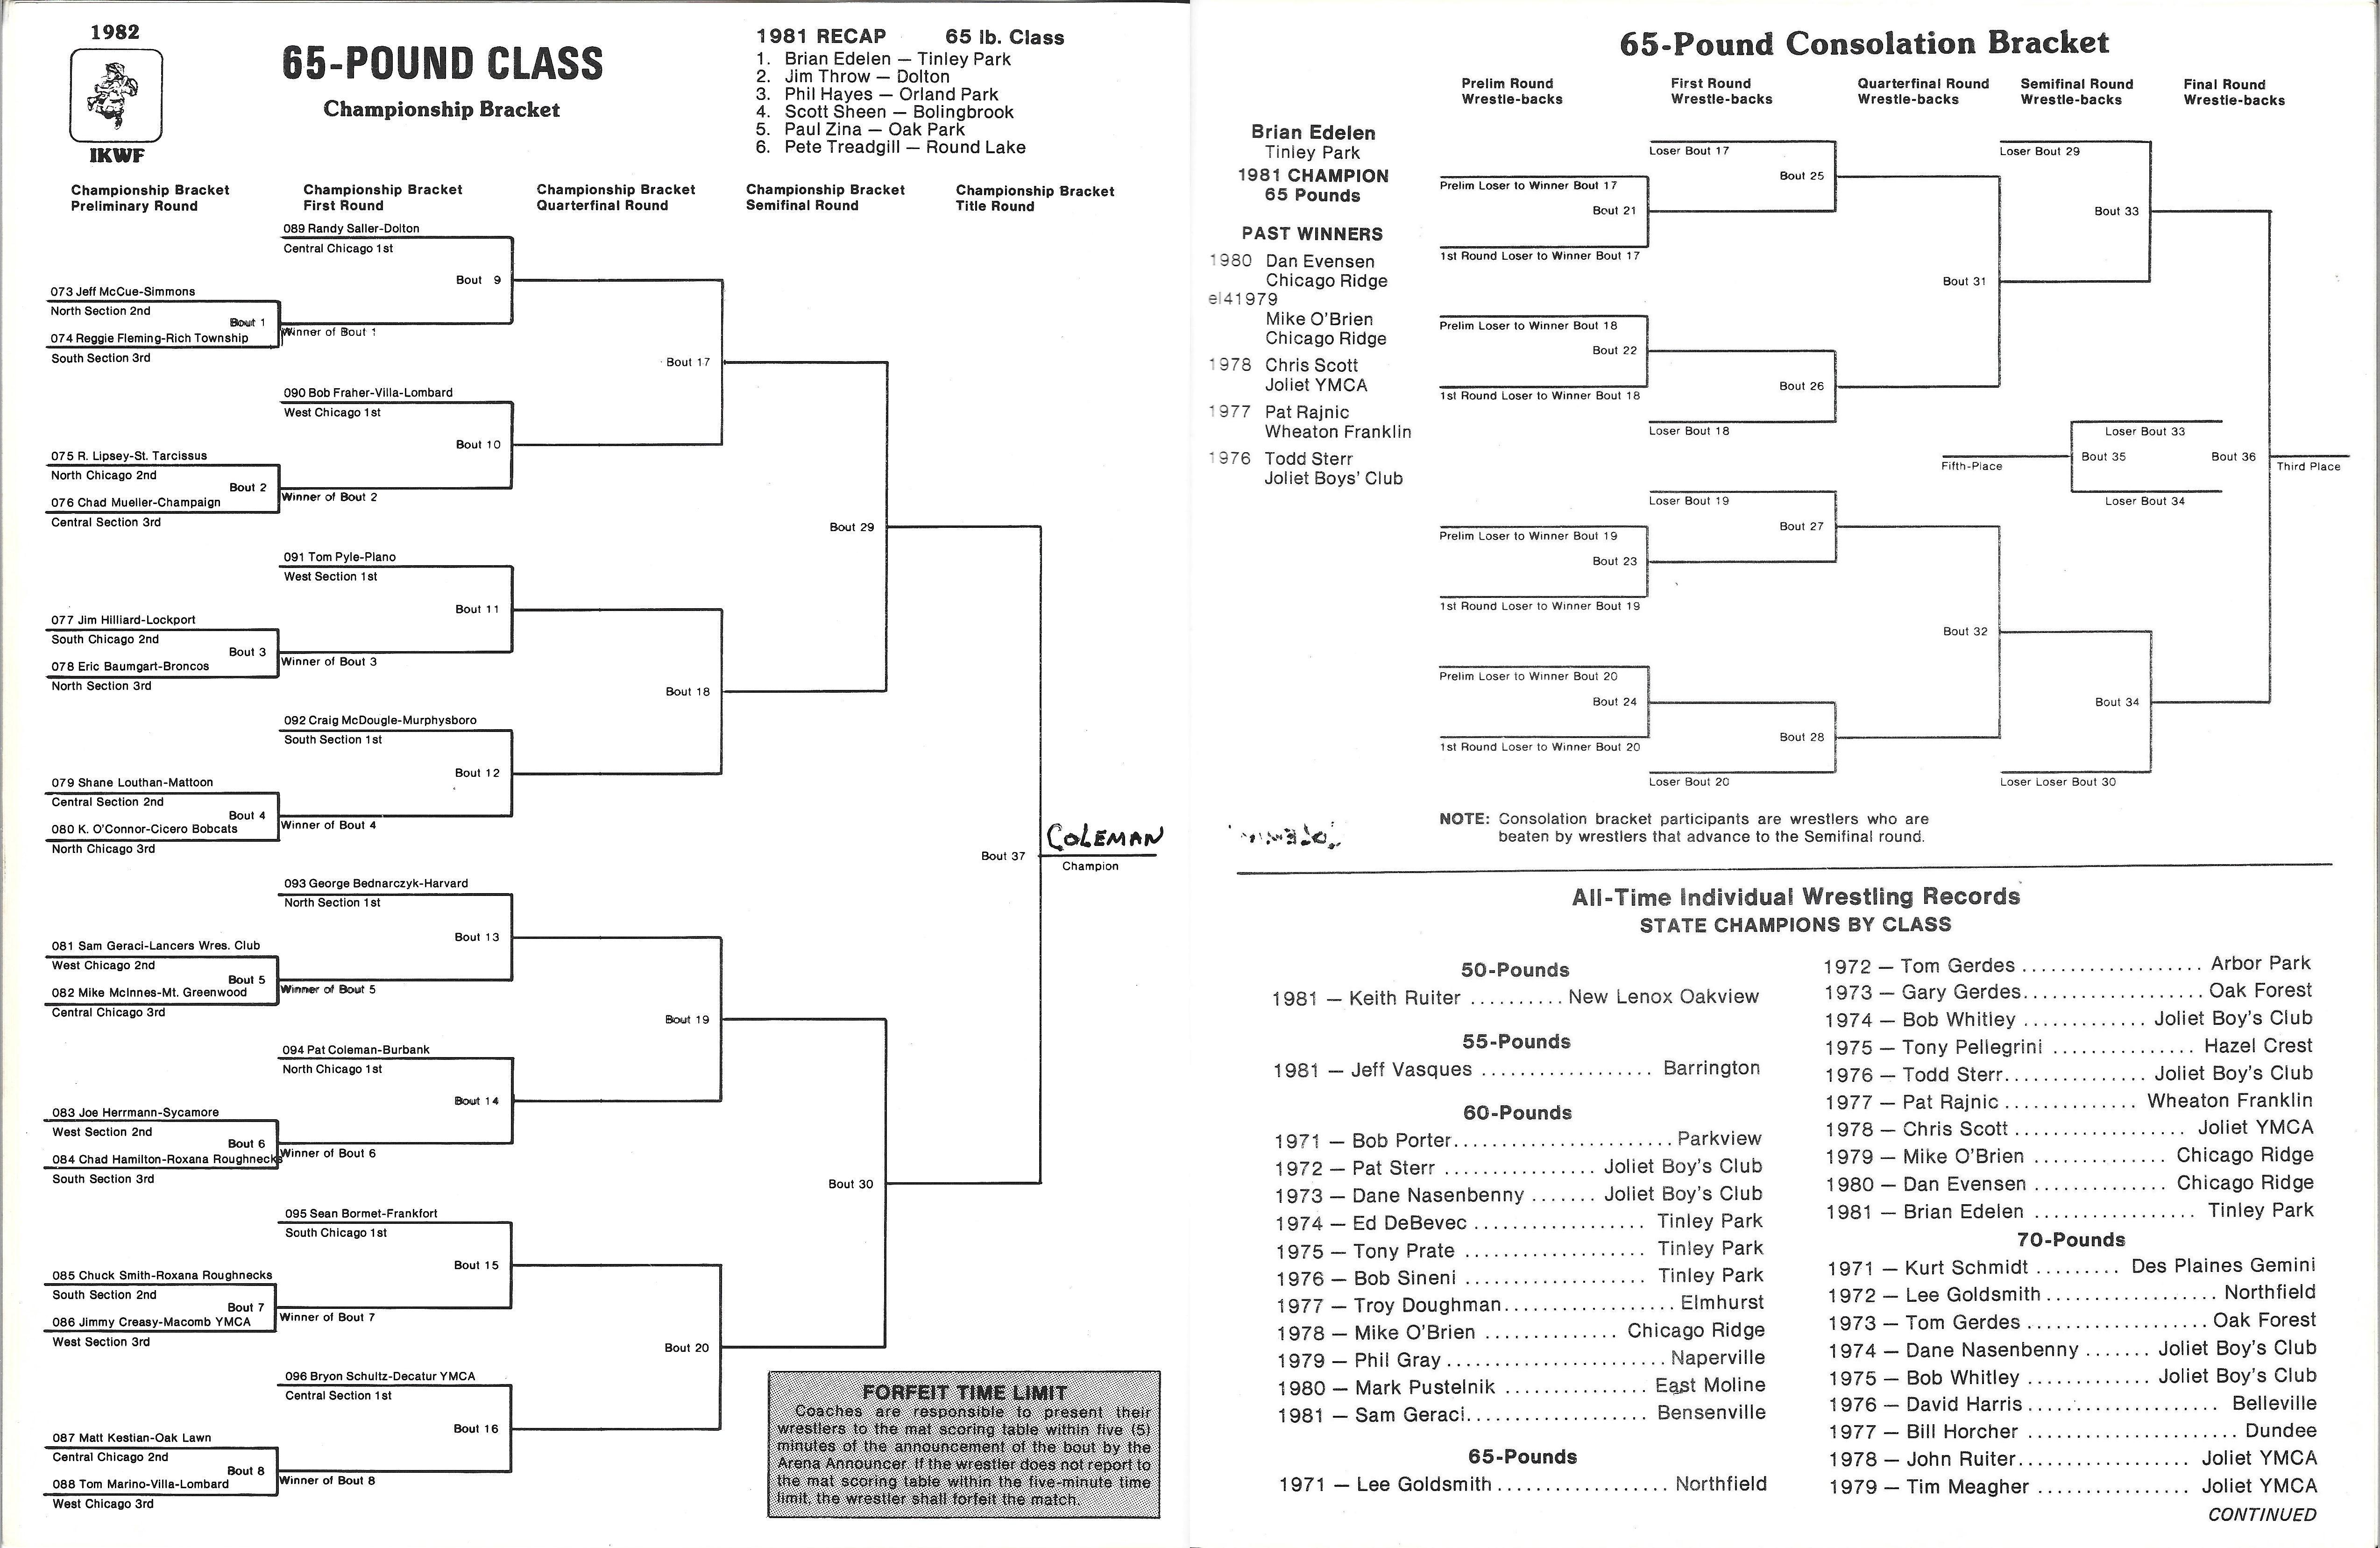 1982
IKWF
65-POUND CLASS
Championship Bracket
1981 RECAP 65 lb. Class
1. Brian Edelen — Tinley Park
2. Jim Throw — Dolton
3. Phil Hayes — Orland Park
4. Scott Sheen — Bolingbrook
5. Paul Zina — Oak Park
6. Pete Treadgill — Round Lake
Championship Bracket
Preliminary Round
Championship Bracket
First Round
Championship Bracket
Quarterfinal Round
Championship Bracket
Semifinal Round
Championship Bracket
Title Round
089 Randy Saller-Dolton
Central Chicago 1st
Bout 9
073 Jeff McCue-Simmons
North Section 2nd
Bout 1
074 Reggie Fleming-Rich Township
South Section 3rd
Winner of Bout 1
Bout 17
090 Bob Fraher-Villa-Lombard
West Chicago 1st
Bout 10
075 R. Lipsey-St. Tarcissus
North Chicago 2nd
Bout 2
076 Chad Mueller-Champaign
Central Section 3rd
Winner of Bout 2
Bout 29
091 Tom Pyle-Plano
West Section 1st
Bout 11
077 Jim Hilliard-Lockport
South Chicago 2nd
Bout 3
078 Eric Baumgart-Broncos
North Section 3rd
Winner of Bout 3
Bout 18
092 Craig McDougle-Murphysboro
South Section 1st
Bout 12
079 Shane Louthan-Mattoon
Central Section 2nd
Bout 4
080 K. O'Connor-Cicero Bobcats
North Chicago 3rd
Winner of Bout 4
Bout 37
COLEMAN
Champion
093 George Bednarczyk-Harvard
North Section 1st
Bout 13
081 Sam Geraci-Lancers Wres. Club
West Chicago 2nd
Bout 5
082 Mike McInnes-Mt. Greenwood
Central Chicago 3rd
Winner of Bout 5
Bout 19
094 Pat Coleman-Burbank
North Chicago 1st
Bout 14
083 Joe Herrmann-Sycamore
West Section 2nd
Bout 6
084 Chad Hamilton-Roxana Roughnecks
South Section 3rd
Winner of Bout 6
Bout 30
095 Sean Bormet-Frankfort
South Chicago 1st
Bout 15
085 Chuck Smith-Roxana Roughnecks
South Section 2nd
Bout 7
086 Jimmy Creasy-Macomb YMCA
West Section 3rd
Winner of Bout 7
Bout 20
096 Bryon Schultz-Decatur YMCA
Central Section 1st
Bout 16
087 Matt Kestian-Oak Lawn
Central Chicago 2nd
Bout 8
088 Tom Marino-Villa-Lombard
West Chicago 3rd
Winner of Bout 8
FORFEIT TIME LIMIT
Coaches are responsible to present their
wrestlers to the mat scoring table within five (5)
minutes of the announcement of the bout by the
Arena Announcer. If the wrestler does not report to
the mat scoring table within the five-minute time
limit, the wrestler shall forfeit the match.
65-Pound Consolation Bracket
Prelim Round
Wrestle-backs
First Round
Wrestle-backs
Quarterfinal Round
Wrestle-backs
Semifinal Round
Wrestle-backs
Final Round
Wrestle-backs
Brian Edelen
Tinley Park
1981 CHAMPION
65 Pounds
PAST WINNERS
1980 Dan Evensen
Chicago Ridge
el41979
Mike O'Brien
Chicago Ridge
1978 Chris Scott
Joliet YMCA
1977 Pat Rajnic
Wheaton Franklin
1976 Todd Sterr
Joliet Boys' Club
Loser Bout 17
Bout 25
Prelim Loser to Winner Bout 17
Bout 21
1st Round Loser to Winner Bout 17
Loser Bout 29
Bout 33
Bout 31
Prelim Loser to Winner Bout 18
Bout 22
1st Round Loser to Winner Bout 18
Bout 26
Loser Bout 18
Loser Bout 33
Fifth-Place
Bout 35
Bout 36
Third Place
Loser Bout 34
Loser Bout 19
Bout 27
Prelim Loser to Winner Bout 19
Bout 23
1st Round Loser to Winner Bout 19
Bout 32
Prelim Loser to Winner Bout 20
Bout 24
1st Round Loser to Winner Bout 20
Bout 28
Loser Bout 20
Bout 34
Loser Loser Bout 30
NOTE: Consolation bracket participants are wrestlers who are
beaten by wrestlers that advance to the Semifinal round.
All-Time Individual Wrestling Records
STATE CHAMPIONS BY CLASS
50-Pounds
1981 — Keith Ruiter .......... New Lenox Oakview
55-Pounds
1981 — Jeff Vasques .................. Barrington
60-Pounds
1971 — Bob Porter....................... Parkview
1972 — Pat Sterr ................ Joliet Boy's Club
1973 — Dane Nasenbenny ....... Joliet Boy's Club
1974 — Ed DeBevec .................. Tinley Park
1975 — Tony Prate ................... Tinley Park
1976 — Bob Sineni ................... Tinley Park
1977 — Troy Doughman.................. Elmhurst
1978 — Mike O'Brien .............. Chicago Ridge
1979 — Phil Gray....................... Naperville
1980 — Mark Pustelnik ............... East Moline
1981 — Sam Geraci................... Bensenville
65-Pounds
1971 — Lee Goldsmith .................. Northfield
1972 — Tom Gerdes ................... Arbor Park
1973 — Gary Gerdes................... Oak Forest
1974 — Bob Whitley ............. Joliet Boy's Club
1975 — Tony Pellegrini ............... Hazel Crest
1976 — Todd Sterr............... Joliet Boy's Club
1977 — Pat Rajnic .............. Wheaton Franklin
1978 — Chris Scott .................. Joliet YMCA
1979 — Mike O'Brien .............. Chicago Ridge
1980 — Dan Evensen .............. Chicago Ridge
1981 — Brian Edelen ................. Tinley Park
70-Pounds
1971 — Kurt Schmidt ......... Des Plaines Gemini
1972 — Lee Goldsmith .................. Northfield
1973 — Tom Gerdes ................... Oak Forest
1974 — Dane Nasenbenny ....... Joliet Boy's Club
1975 — Bob Whitley ............. Joliet Boy's Club
1976 — David Harris .................... Belleville
1977 — Bill Horcher ...................... Dundee
1978 — John Ruiter.................. Joliet YMCA
1979 — Tim Meagher ................ Joliet YMCA
CONTINUED